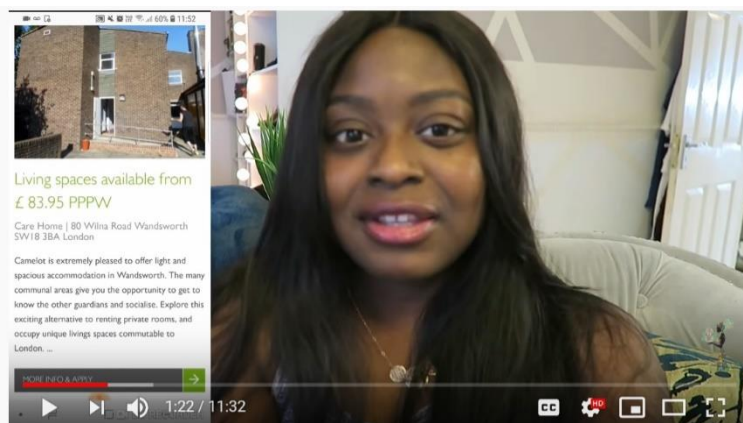 60% 11:52
Living spaces available from
£ 83.95 PPPW
Care Home | 80 Wilna Road Wandsworth
SW18 3BA London
Camelot is extremely pleased to offer light and
spacious accommodation in Wandsworth. The many
communal areas give you the opportunity to get to
know the other guardians and socialise. Explore this
exciting alternative to renting private rooms, and
occupy unique livings spaces commutable to
London. ...
MORE INFO & APPLY
1:22 / 11:32
CC
HD